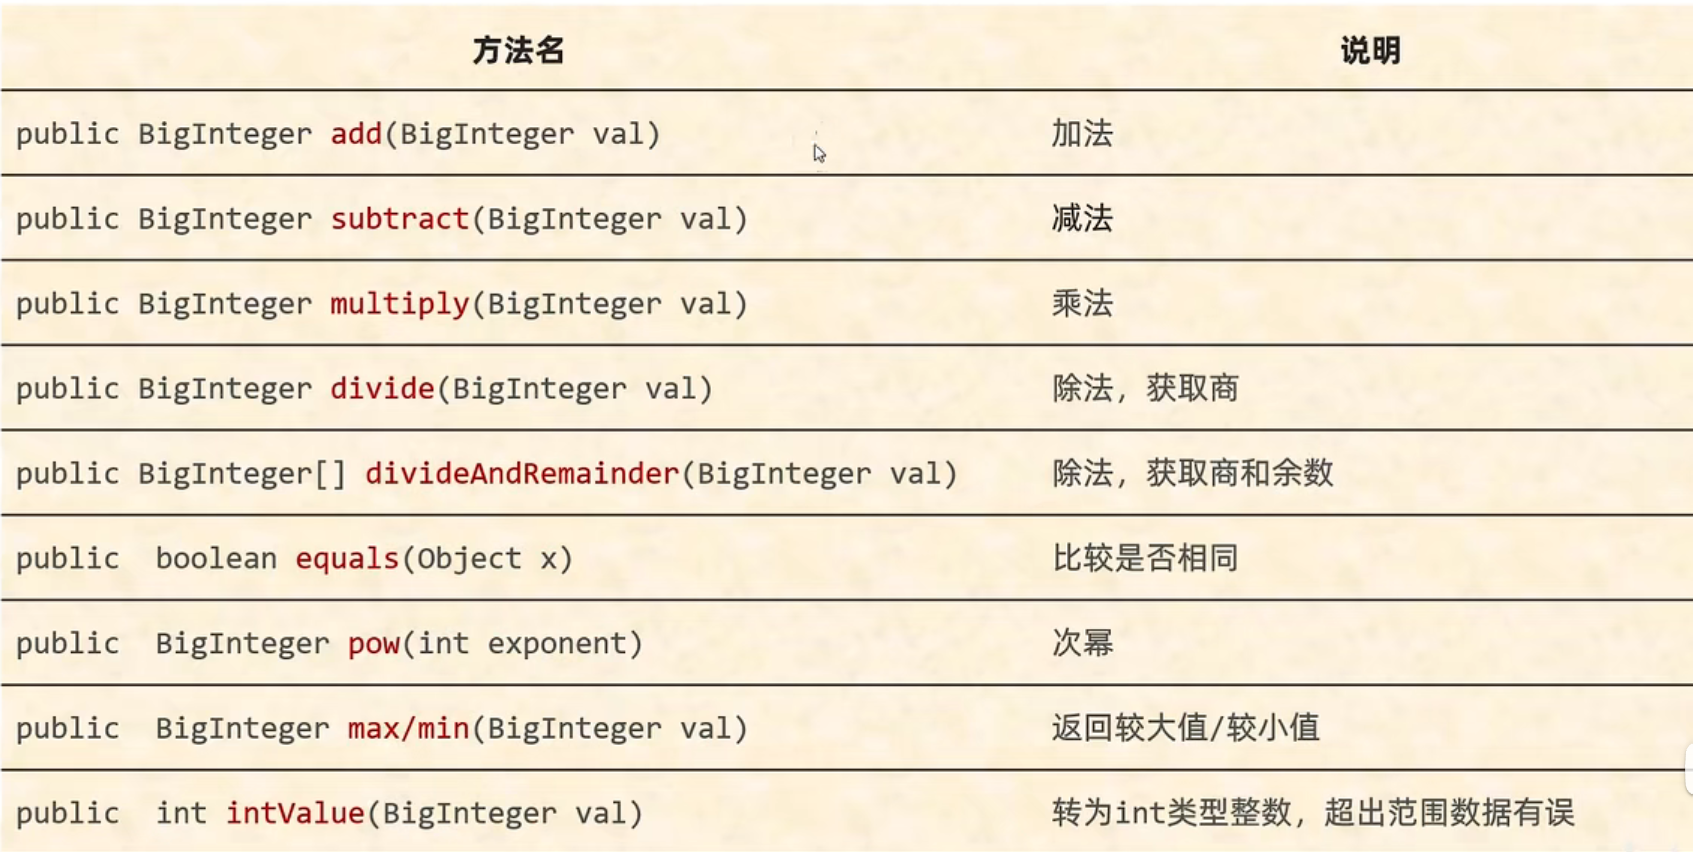 方法名 说明
public BigInteger add(BigInteger val) 加法
public BigInteger subtract(BigInteger val) 减法
public BigInteger multiply(BigInteger val) 乘法
public BigInteger divide(BigInteger val) 除法，获取商
public BigInteger[] divideAndRemainder(BigInteger val) 除法，获取商和余数
public boolean equals(Object x) 比较是否相同
public BigInteger pow(int exponent) 次幂
public BigInteger max/min(BigInteger val) 返回较大值/较小值
public int intValue(BigInteger val) 转为int类型整数，超出范围数据有误